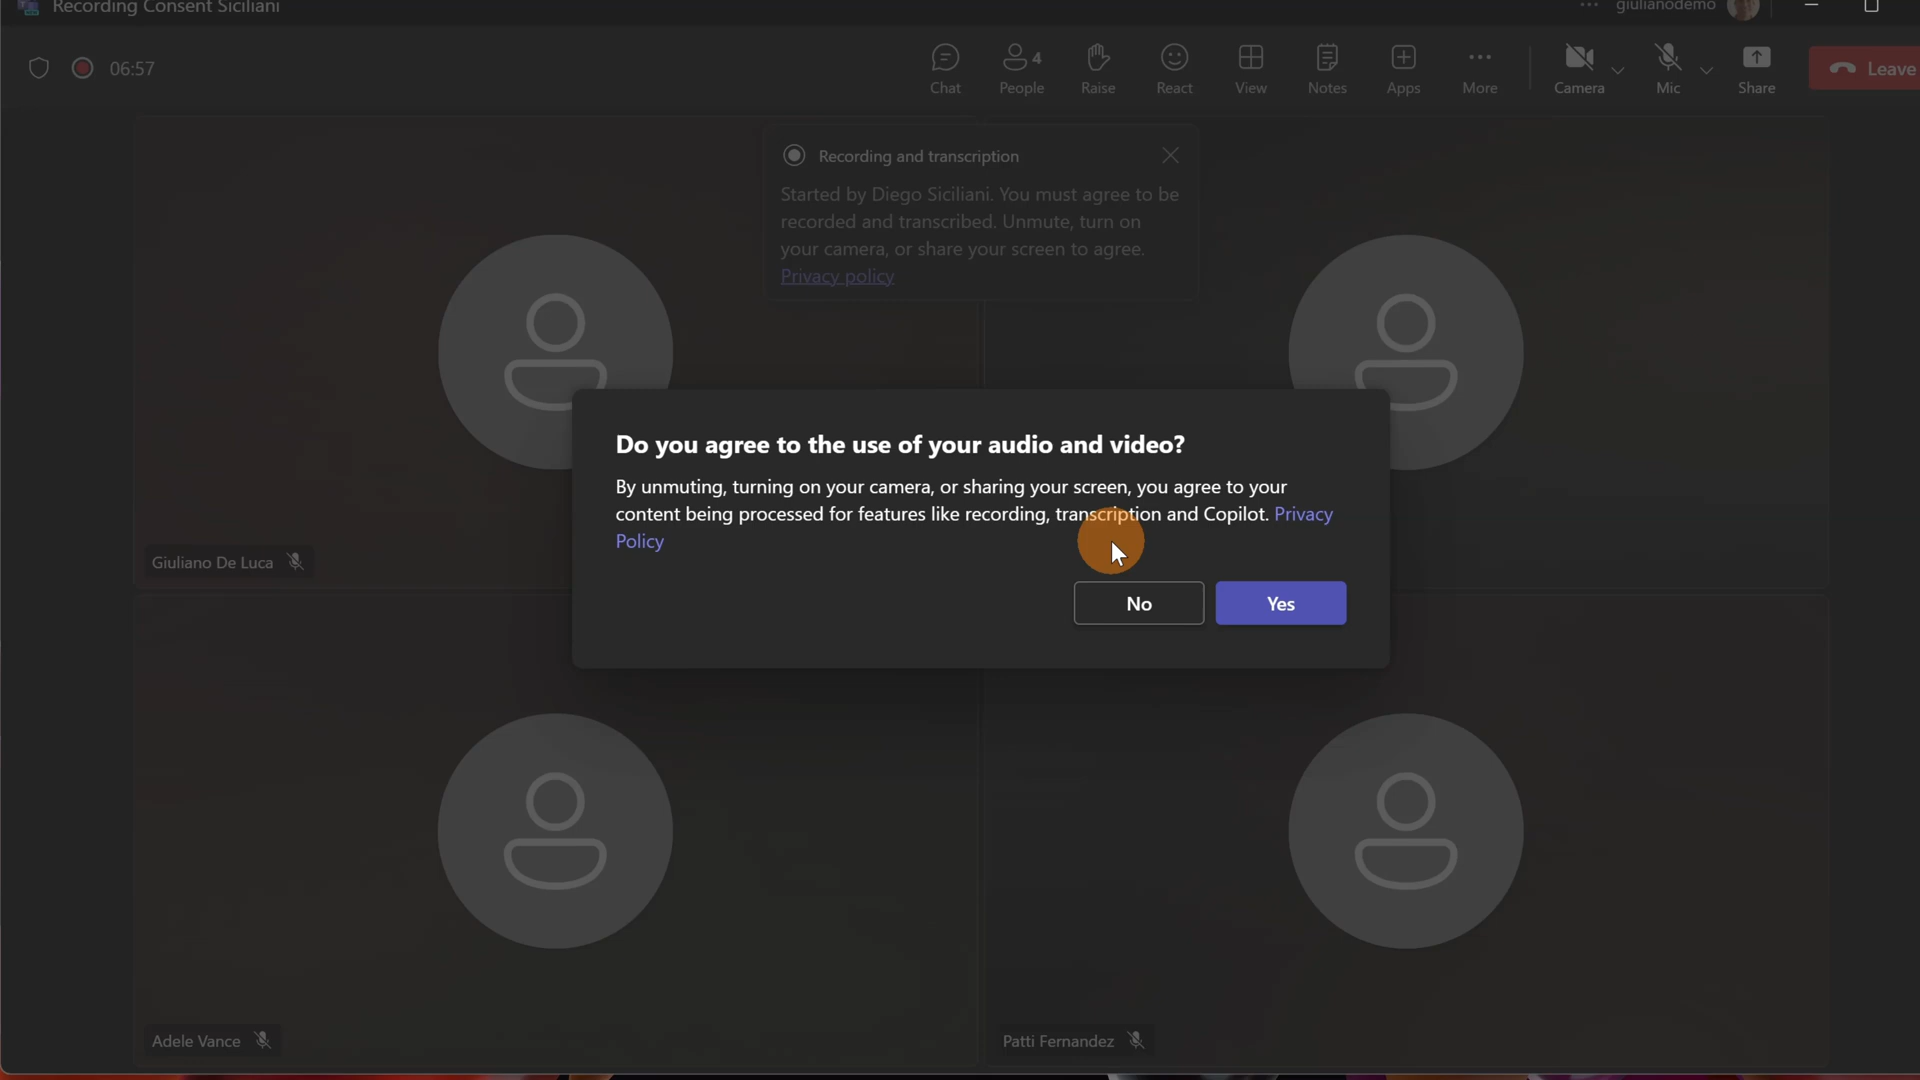 Recording Consent Siciliani
giulianodemo
06:57
Chat
People 4
Raise
React
View
Notes
Apps
More
Camera
Mic
Share
Leave
Recording and transcription
Started by Diego Siciliani. You must agree to be
recorded and transcribed. Unmute, turn on
your camera, or share your screen to agree.
Privacy policy
Do you agree to the use of your audio and video?
By unmuting, turning on your camera, or sharing your screen, you agree to your
content being processed for features like recording, transcription and Copilot. Privacy
Policy
No
Yes
Giuliano De Luca
Adele Vance
Patti Fernandez